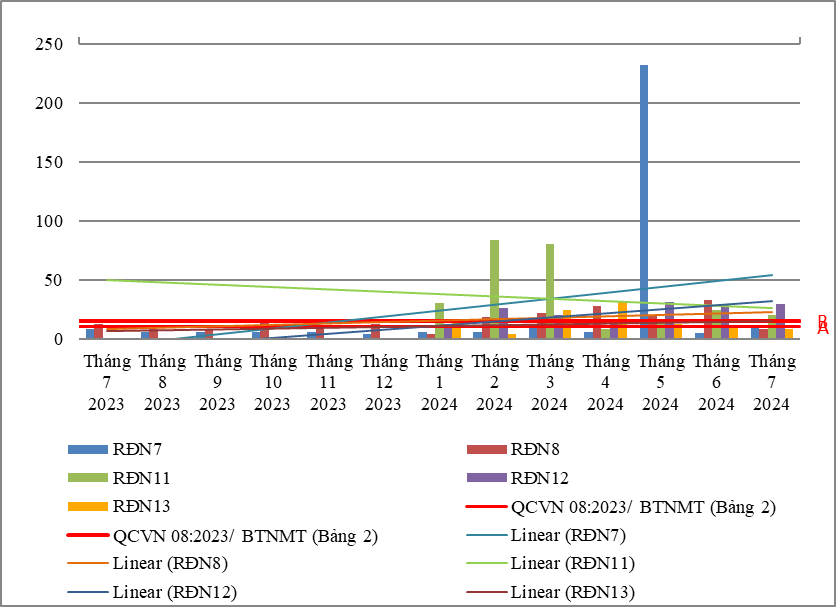 250
200
150
100
50
0
B
A
Tháng 7 2023
Tháng 8 2023
Tháng 9 2023
Tháng 10 2023
Tháng 11 2023
Tháng 12 2023
Tháng 1 2024
Tháng 2 2024
Tháng 3 2024
Tháng 4 2024
Tháng 5 2024
Tháng 6 2024
Tháng 7 2024
RĐN7
RĐN8
RĐN11
RĐN12
RĐN13
QCVN 08:2023/ BTNMT (Bảng 2)
QCVN 08:2023/ BTNMT (Bảng 2)
Linear (RĐN7)
Linear (RĐN8)
Linear (RĐN11)
Linear (RĐN12)
Linear (RĐN13)